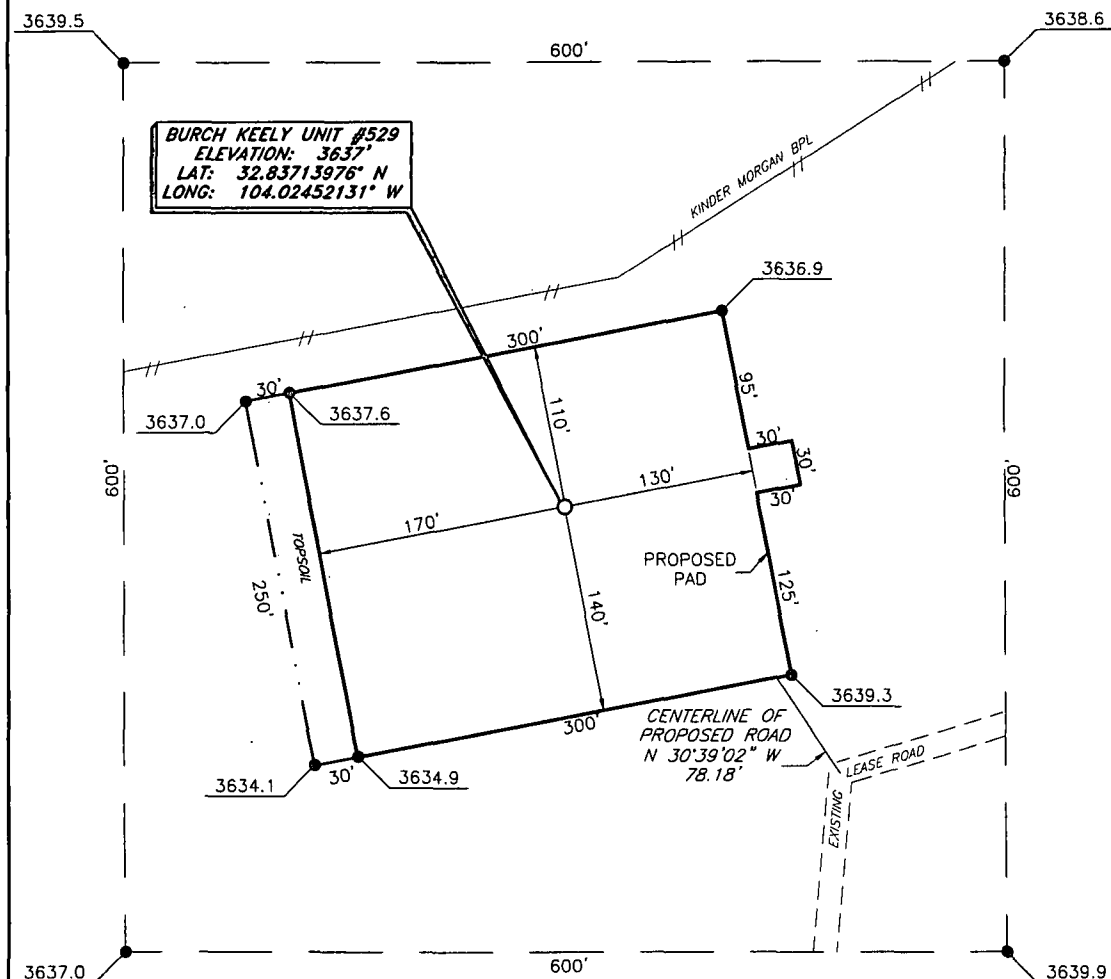 3639.5
3638.6
600'
BURCH KEELY UNIT #529
ELEVATION: 3637'
LAT: 32.83713976° N
LONG: 104.02452131° W
KINDER MORGAN BPL
3636.9
300'
30'
3637.0
3637.6
110'
95'
30'
30'
30'
130'
170'
600'
600'
TOPSOIL
250'
PROPOSED
PAD
140'
125'
3639.3
300'
CENTERLINE OF
PROPOSED ROAD
N 30°39'02" W
78.18'
LEASE ROAD
EXISTING
3634.1
30'
3634.9
3637.0
600'
3639.9